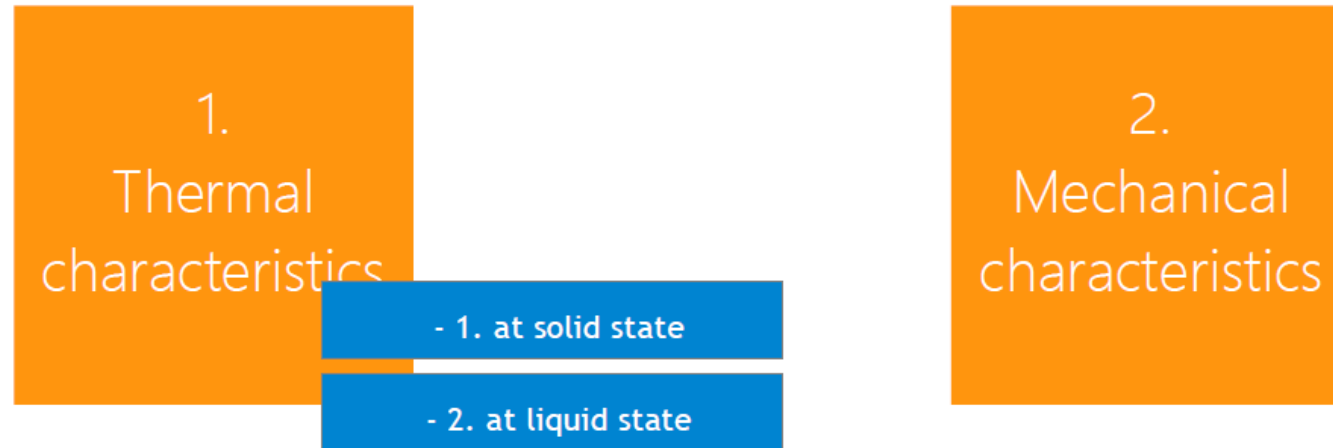 1.
Thermal
characteristics
- 1. at solid state
- 2. at liquid state
2.
Mechanical
characteristics